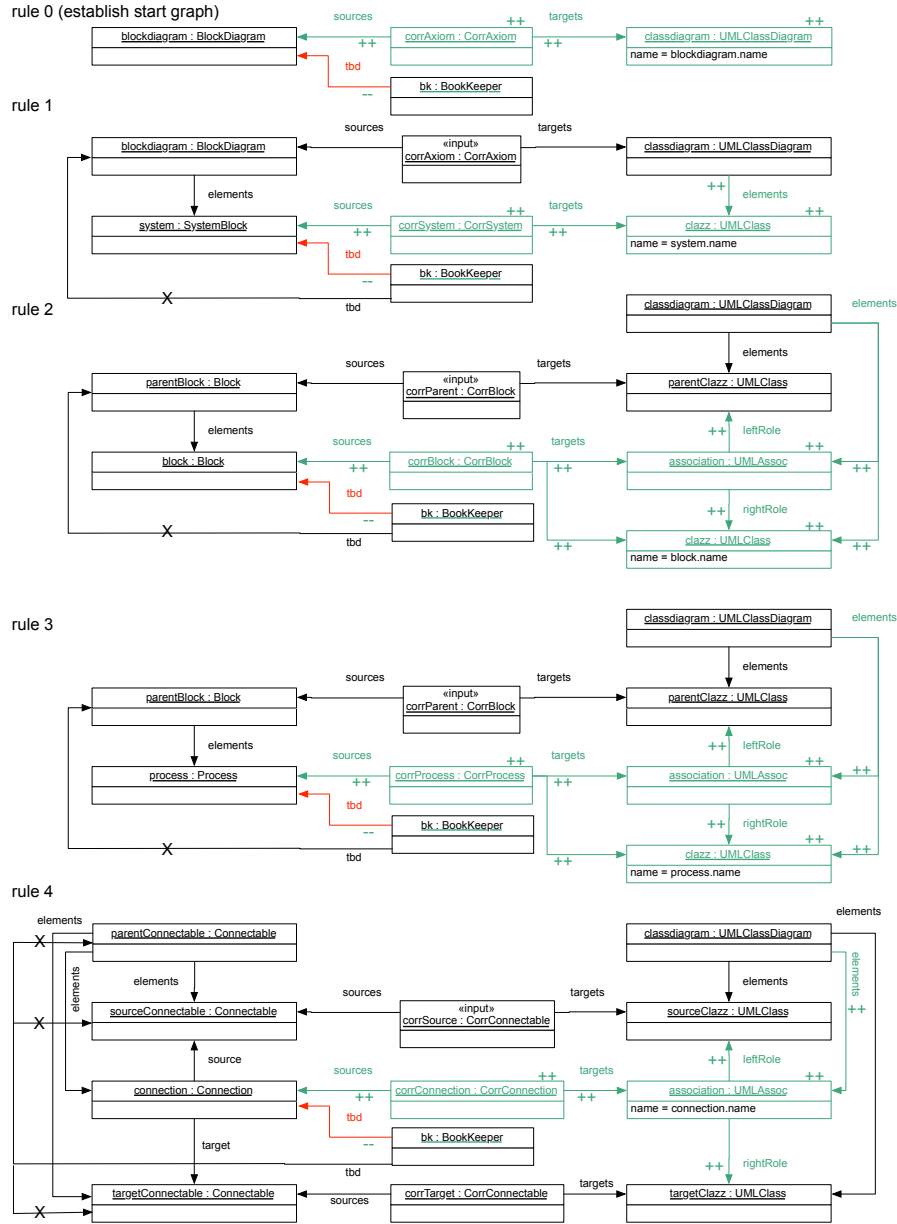 rule 0 (establish start graph)
sources
targets
blockdiagram : BlockDiagram
++
corrAxiom : CorrAxiom
++
++
classdiagram : UMLClassDiagram
++
name = blockdiagram.name
tbd
--
bk : BookKeeper
rule 1
sources
targets
blockdiagram : BlockDiagram
«input»
corrAxiom : CorrAxiom
classdiagram : UMLClassDiagram
elements
++
elements
sources
++
targets
++
system : SystemBlock
++
corrSystem : CorrSystem
++
clazz : UMLClass
name = system.name
tbd
--
bk : BookKeeper
X
tbd
rule 2
classdiagram : UMLClassDiagram
elements
elements
sources
targets
parentBlock : Block
«input»
corrParent : CorrBlock
parentClazz : UMLClass
elements
++
leftRole
sources
++
targets
++
block : Block
++
corrBlock : CorrBlock
++
association : UMLAssoc
++
tbd
--
bk : BookKeeper
++
rightRole
X
tbd
++
++
clazz : UMLClass
++
name = block.name
rule 3
classdiagram : UMLClassDiagram
elements
elements
sources
targets
parentBlock : Block
«input»
corrParent : CorrBlock
parentClazz : UMLClass
elements
++
leftRole
sources
++
targets
++
process : Process
++
corrProcess : CorrProcess
++
association : UMLAssoc
++
tbd
--
bk : BookKeeper
++
rightRole
X
tbd
++
++
clazz : UMLClass
++
name = process.name
rule 4
elements
elements
parentConnectable : Connectable
classdiagram : UMLClassDiagram
X
elements
elements
elements
elements
++
sources
targets
sourceConnectable : Connectable
«input»
corrSource : CorrConnectable
sourceClazz : UMLClass
X
source
++
leftRole
sources
++
targets
++
connection : Connection
++
corrConnection : CorrConnection
++
association : UMLAssoc
name = connection.name
tbd
--
bk : BookKeeper
target
tbd
++
rightRole
targetConnectable : Connectable
sources
corrTarget : CorrConnectable
targets
targetClazz : UMLClass
X